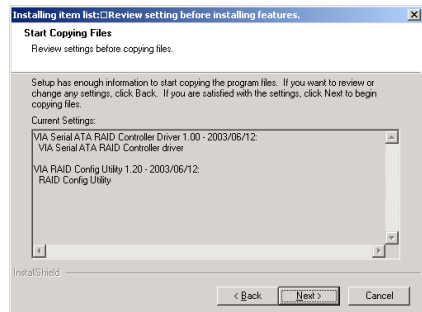 Installing item list:□Review setting before installing features.
Start Copying Files
Review settings before copying files.
Setup has enough information to start copying the program files. If you want to review or
change any settings, click Back. If you are satisfied with the settings, click Next to begin
copying files.
Current Settings:
VIA Serial ATA RAID Controller Driver 1.00 - 2003/06/12:
VIA Serial ATA RAID Controller driver
VIA RAID Config Utility 1.20 - 2003/06/12:
RAID Config Utility
InstallShield
< Back
Next >
Cancel